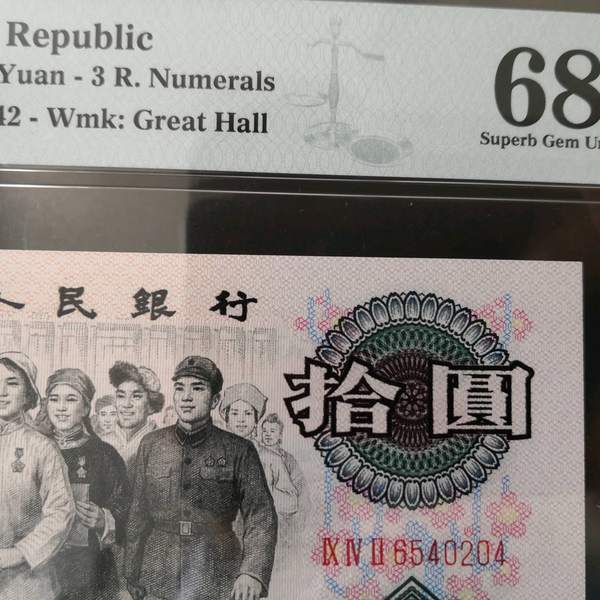 Republic
Yuan - 3 R. Numerals
42 - Wmk: Great Hall
68
Superb Gem Un
人民銀行
拾圓
IX IV II 6540204